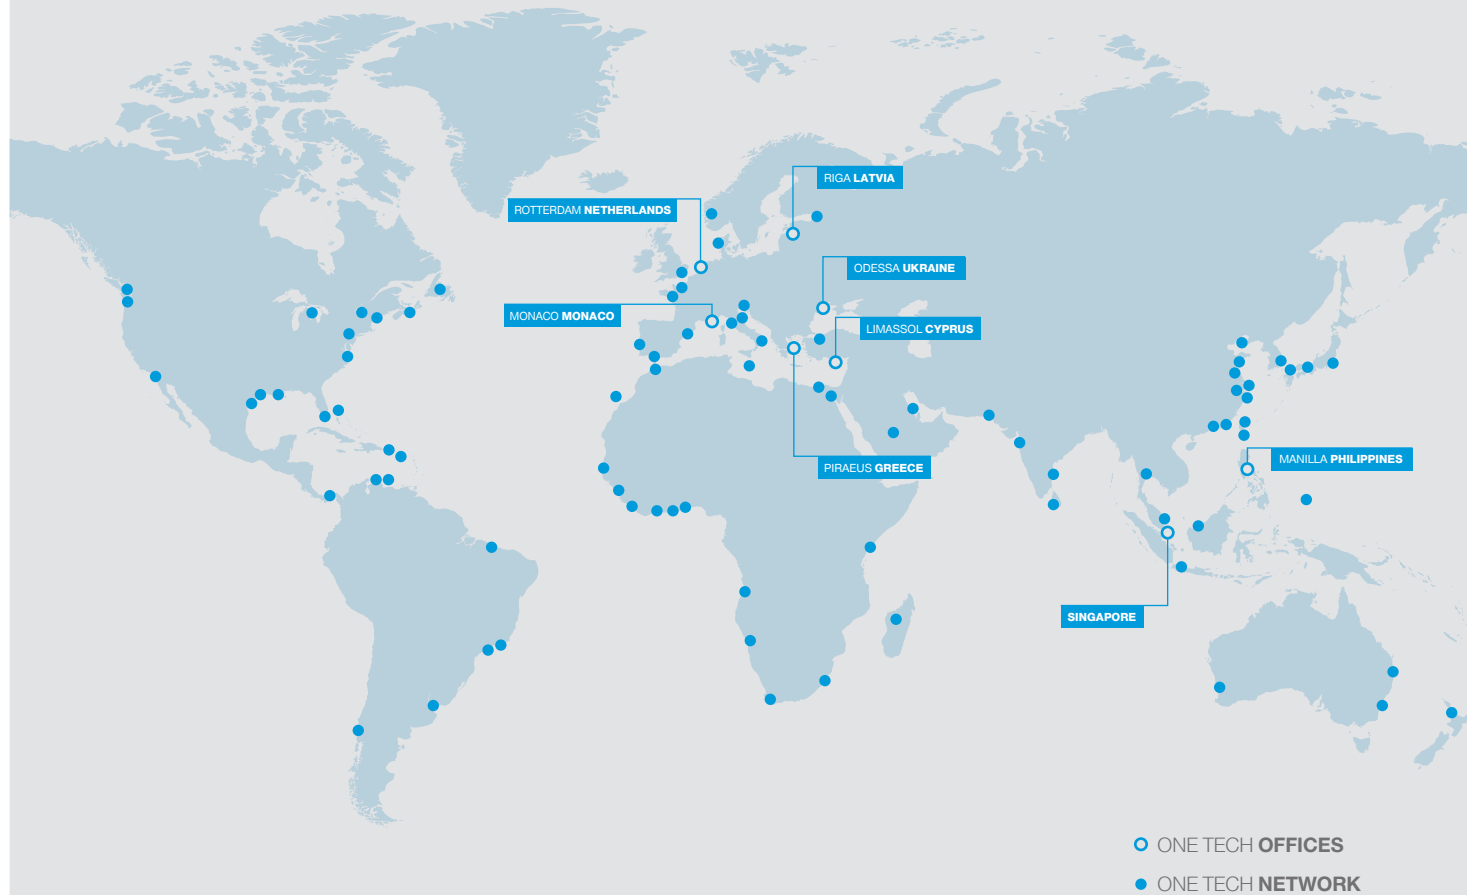 RIGA LATVIA
ROTTERDAM NETHERLANDS
ODESSA UKRAINE
MONACO MONACO
LIMASSOL CYPRUS
PIRAEUS GREECE
MANILLA PHILIPPINES
SINGAPORE
ONE TECH OFFICES
ONE TECH NETWORK